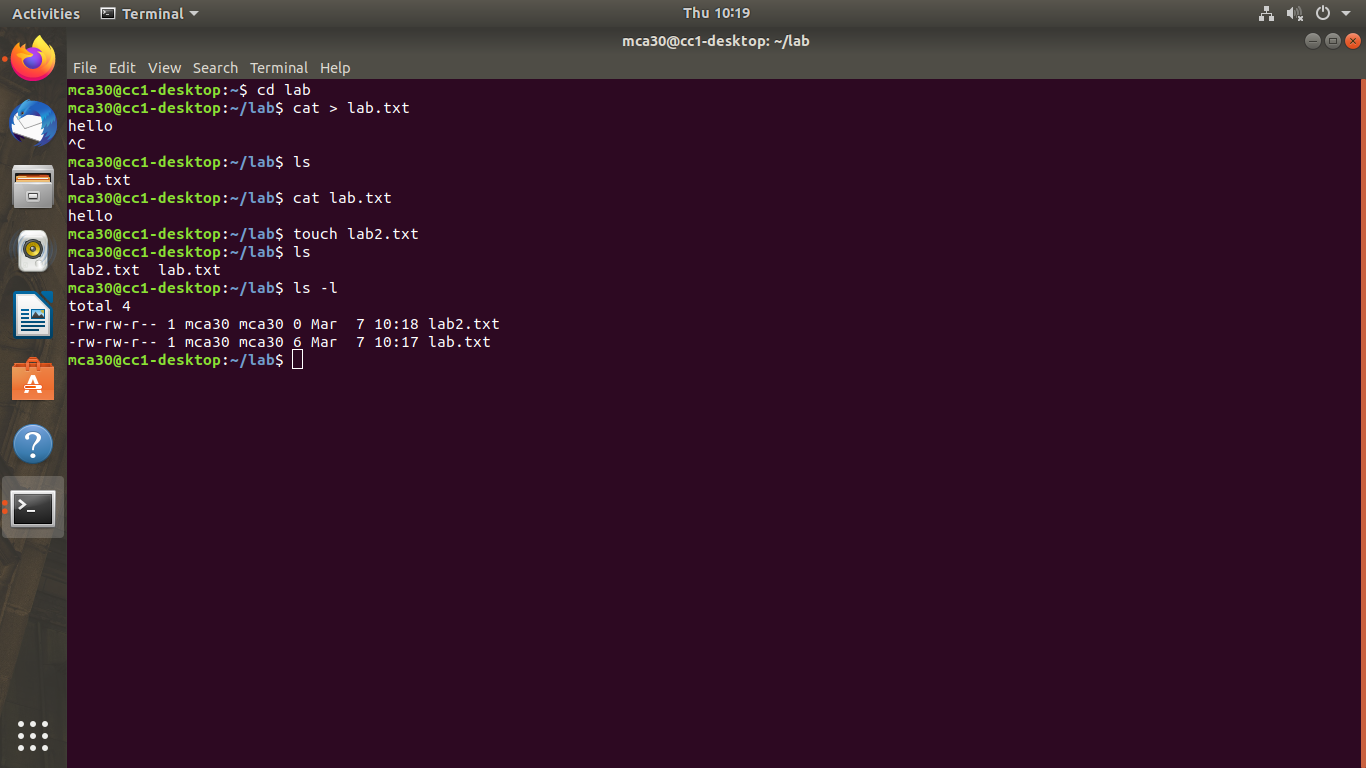 Activities Terminal Thu 10:19
mca30@cc1-desktop: ~/lab
File Edit View Search Terminal Help
mca30@cc1-desktop:~$ cd lab
mca30@cc1-desktop:~/lab$ cat > lab.txt
hello
^C
mca30@cc1-desktop:~/lab$ ls
lab.txt
mca30@cc1-desktop:~/lab$ cat lab.txt
hello
mca30@cc1-desktop:~/lab$ touch lab2.txt
mca30@cc1-desktop:~/lab$ ls
lab2.txt  lab.txt
mca30@cc1-desktop:~/lab$ ls -l
total 4
-rw-rw-r-- 1 mca30 mca30 0 Mar  7 10:18 lab2.txt
-rw-rw-r-- 1 mca30 mca30 6 Mar  7 10:17 lab.txt
mca30@cc1-desktop:~/lab$